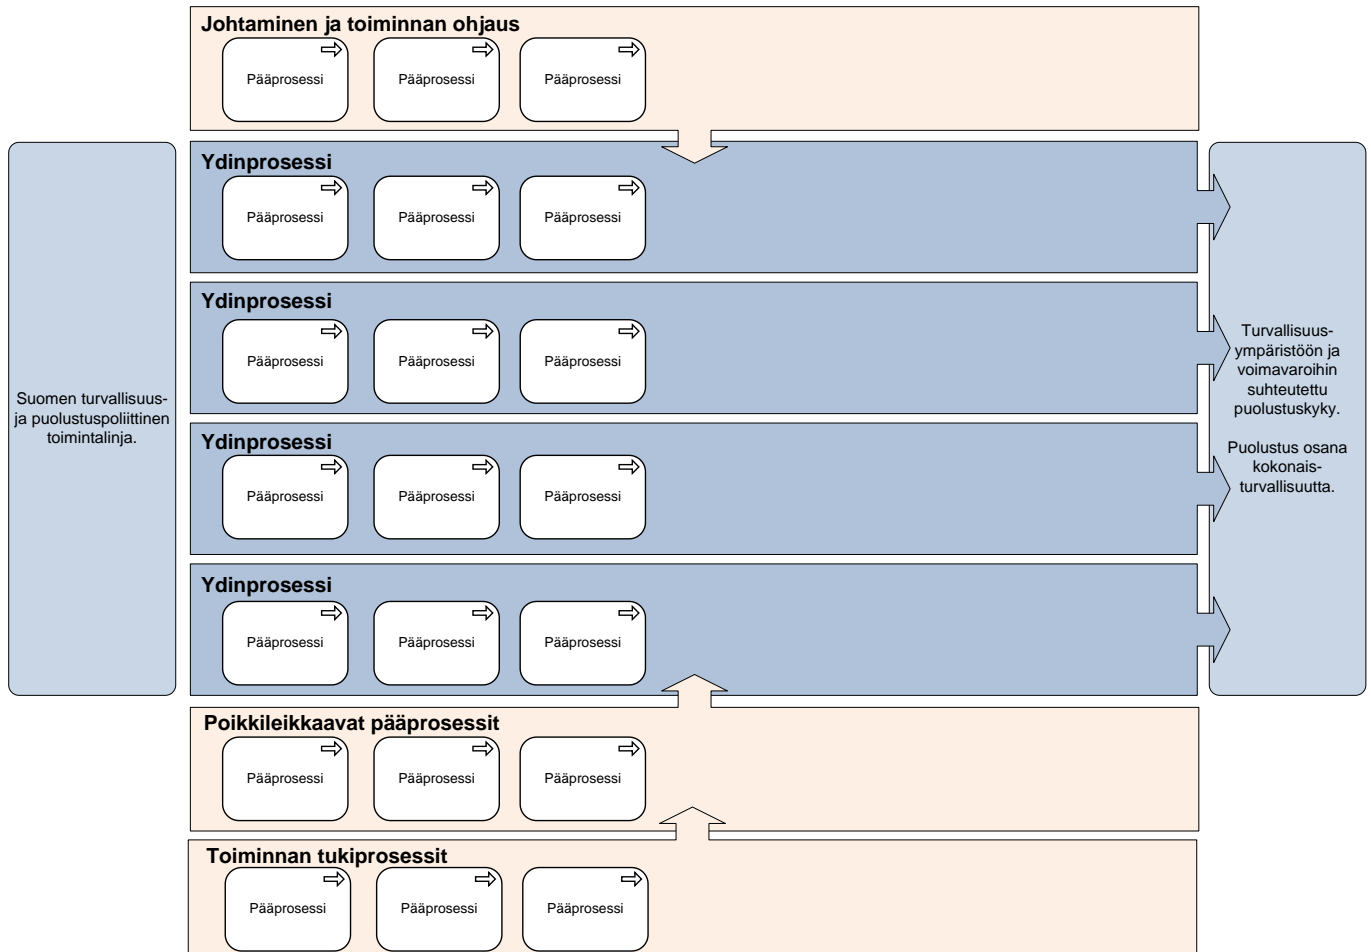 Johtaminen ja toiminnan ohjaus
Pääprosessi
Pääprosessi
Pääprosessi
Suomen turvallisuus-
ja puolustuspoliittinen
toimintalinja.
Ydinprosessi
Pääprosessi
Pääprosessi
Pääprosessi
Ydinprosessi
Pääprosessi
Pääprosessi
Pääprosessi
Ydinprosessi
Pääprosessi
Pääprosessi
Pääprosessi
Ydinprosessi
Pääprosessi
Pääprosessi
Pääprosessi
Turvallisuus-
ympäristöön ja
voimavaroihin
suhteutettu
puolustuskyky.
Puolustus osana
kokonais-
turvallisuutta.
Poikkileikkaavat pääprosessit
Pääprosessi
Pääprosessi
Pääprosessi
Toiminnan tukiprosessit
Pääprosessi
Pääprosessi
Pääprosessi